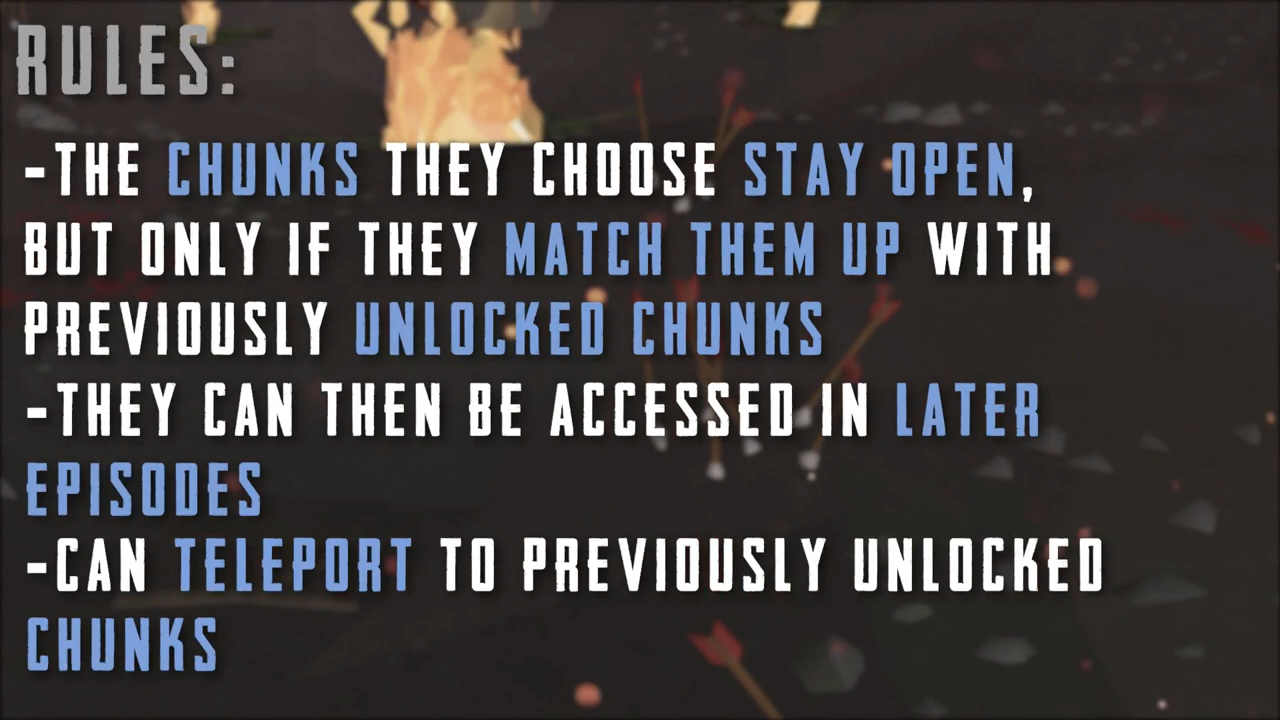 RULES:
-THE CHUNKS THEY CHOOSE STAY OPEN,
BUT ONLY IF THEY MATCH THEM UP WITH
PREVIOUSLY UNLOCKED CHUNKS
-THEY CAN THEN BE ACCESSED IN LATER
EPISODES
-CAN TELEPORT TO PREVIOUSLY UNLOCKED
CHUNKS